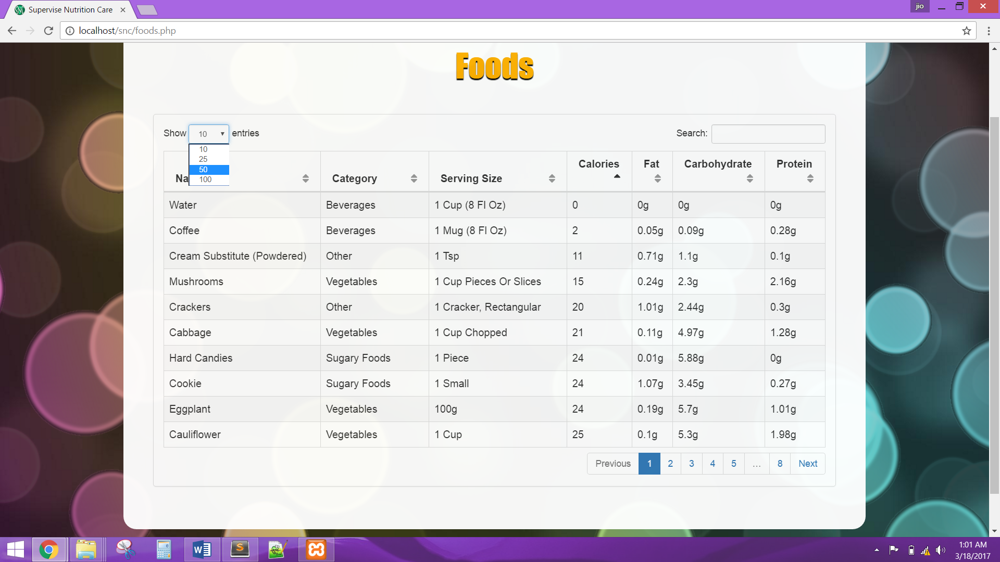 Supervise Nutrition Care
jio
localhost/snc/foods.php
Foods
Show 10 entries
Search:
10
25
50
100
Na Category Serving Size Calories Fat Carbohydrate Protein
Water Beverages 1 Cup (8 Fl Oz) 0 0g 0g 0g
Coffee Beverages 1 Mug (8 Fl Oz) 2 0.05g 0.09g 0.28g
Cream Substitute (Powdered) Other 1 Tsp 11 0.71g 1.1g 0.1g
Mushrooms Vegetables 1 Cup Pieces Or Slices 15 0.24g 2.3g 2.16g
Crackers Other 1 Cracker, Rectangular 20 1.01g 2.44g 0.3g
Cabbage Vegetables 1 Cup Chopped 21 0.11g 4.97g 1.28g
Hard Candies Sugary Foods 1 Piece 24 0.01g 5.88g 0g
Cookie Sugary Foods 1 Small 24 1.07g 3.45g 0.27g
Eggplant Vegetables 100g 24 0.19g 5.7g 1.01g
Cauliflower Vegetables 1 Cup 25 0.1g 5.3g 1.98g
Previous 1 2 3 4 5 … 8 Next
1:01 AM
3/18/2017